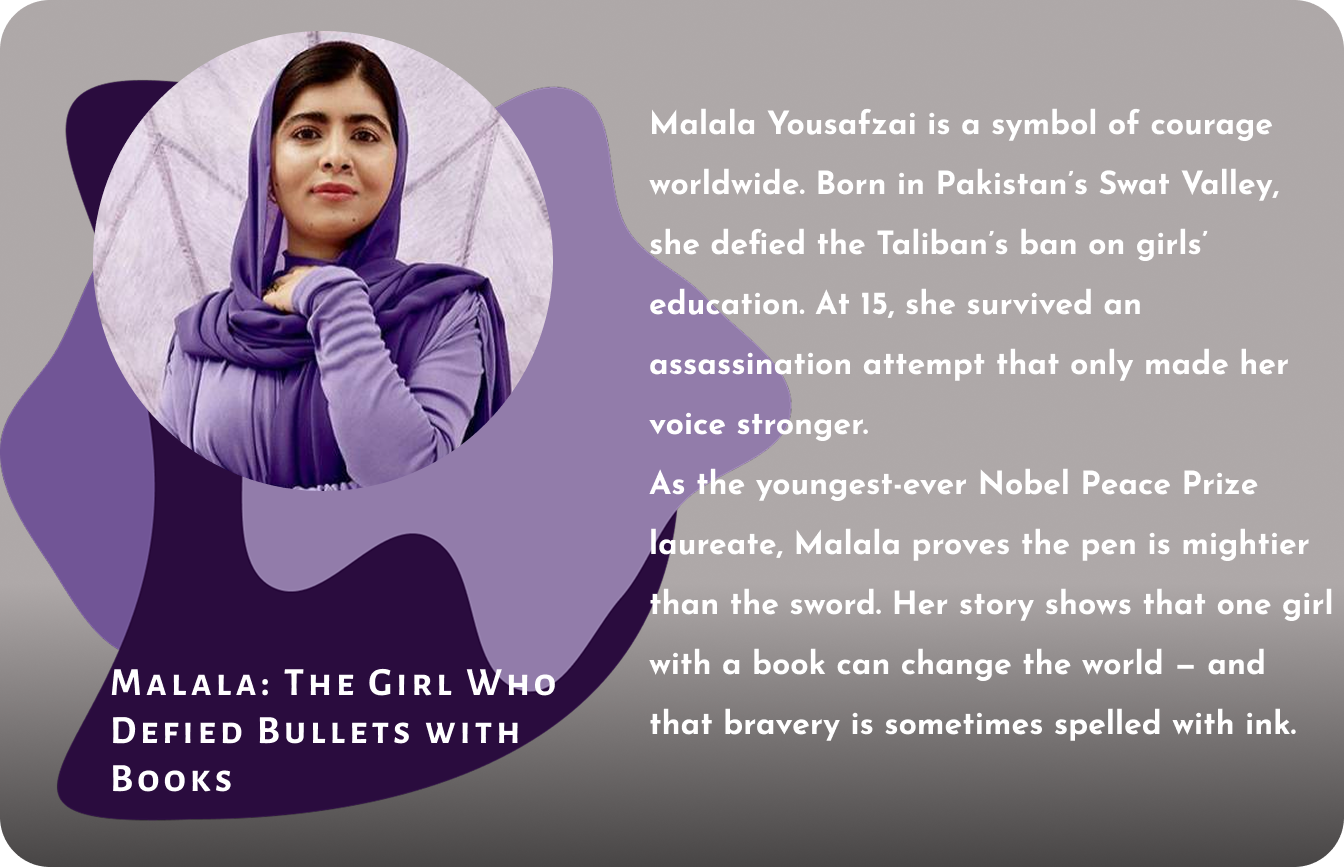 Malala Yousafzai is a symbol of courage
worldwide. Born in Pakistan’s Swat Valley,
she defied the Taliban’s ban on girls’
education. At 15, she survived an
assassination attempt that only made her
voice stronger.
As the youngest-ever Nobel Peace Prize
laureate, Malala proves the pen is mightier
than the sword. Her story shows that one girl
with a book can change the world – and
that bravery is sometimes spelled with ink.
Malala: The Girl Who
Defied Bullets with
Books